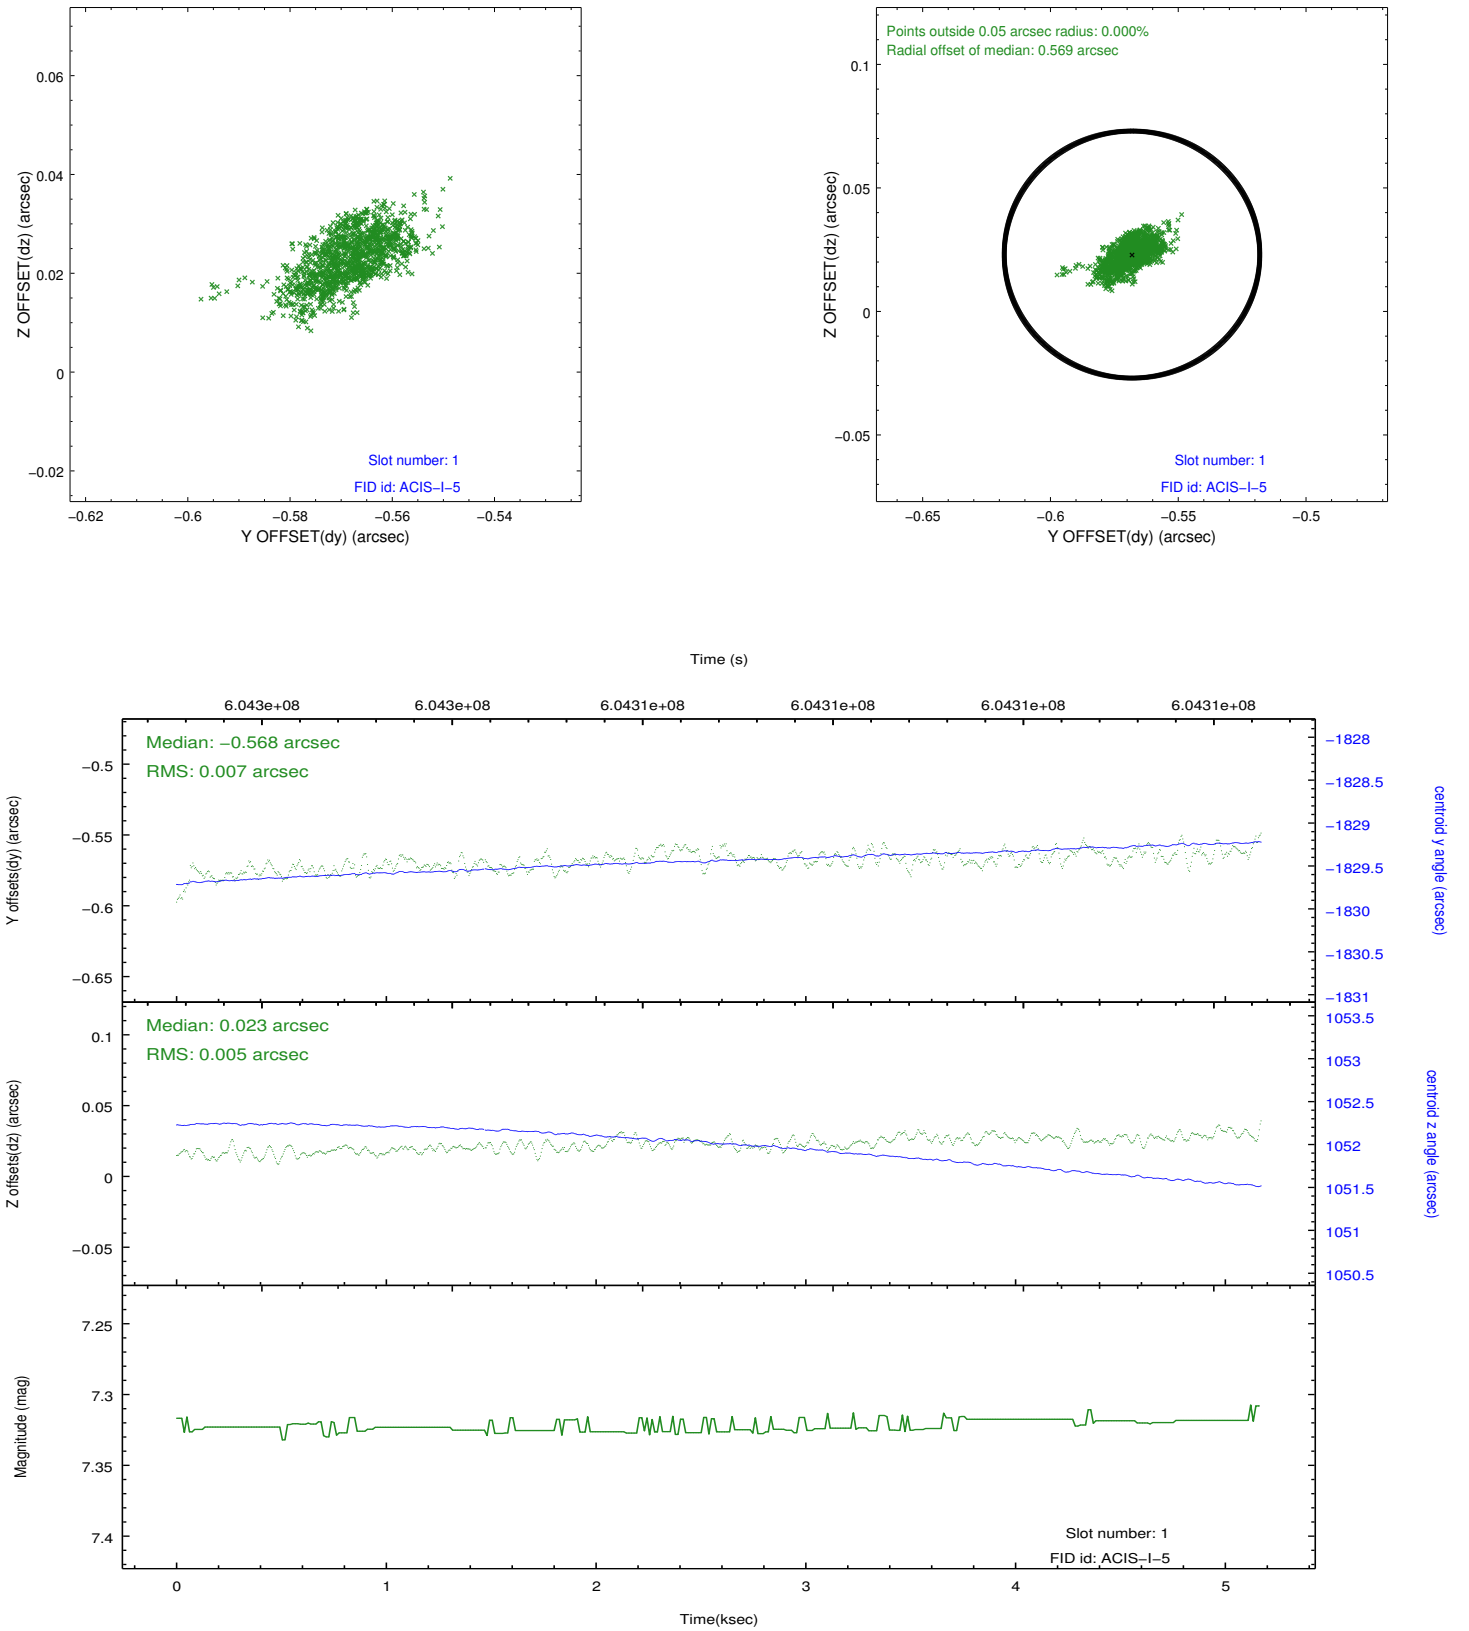 0.06
0.04
0.02
0
−0.02
−0.62
−0.6
−0.58
−0.56
−0.54
Z OFFSET(dz) (arcsec)
Y OFFSET(dy) (arcsec)
Slot number: 1
FID id: ACIS−I−5
Points outside 0.05 arcsec radius: 0.000%
Radial offset of median: 0.569 arcsec
0.1
0.05
0
−0.05
−0.65
−0.6
−0.55
−0.5
Z OFFSET(dz) (arcsec)
Y OFFSET(dy) (arcsec)
Slot number: 1
FID id: ACIS−I−5
Time (s)
6.043e+08
6.043e+08
6.0431e+08
6.0431e+08
6.0431e+08
6.0431e+08
Median: −0.568 arcsec
RMS: 0.007 arcsec
−0.5
−0.55
−0.6
−0.65
Y offsets(dy) (arcsec)
−1828
−1828.5
−1829
−1829.5
−1830
−1830.5
−1831
centroid y angle (arcsec)
Median: 0.023 arcsec
RMS: 0.005 arcsec
0.1
0.05
0
−0.05
Z offsets(dz) (arcsec)
1053.5
1053
1052.5
1052
1051.5
1051
1050.5
centroid z angle (arcsec)
7.25
7.3
7.35
7.4
Magnitude (mag)
Slot number: 1
FID id: ACIS−I−5
0
1
2
3
4
5
Time(ksec)